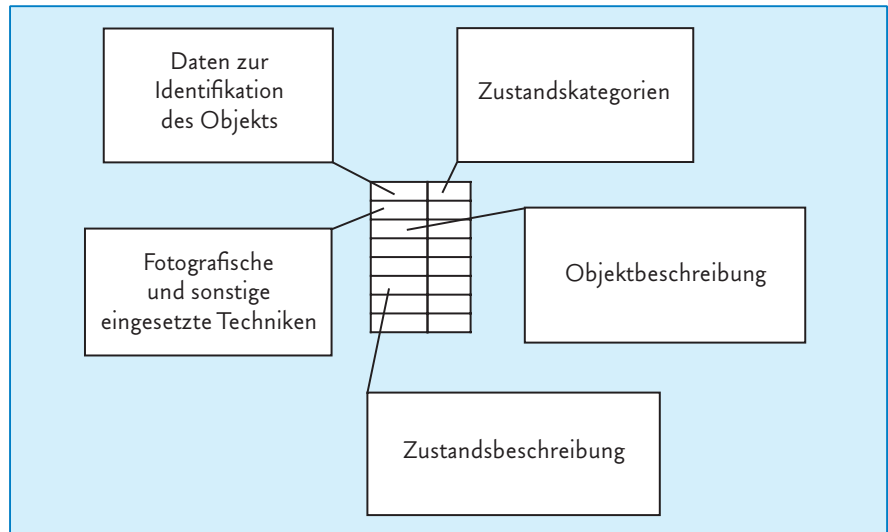 Daten zur
Identifikation
des Objekts
Zustandskategorien
Fotografische
und sonstige
eingesetzte Techniken
Objektbeschreibung
Zustandsbeschreibung